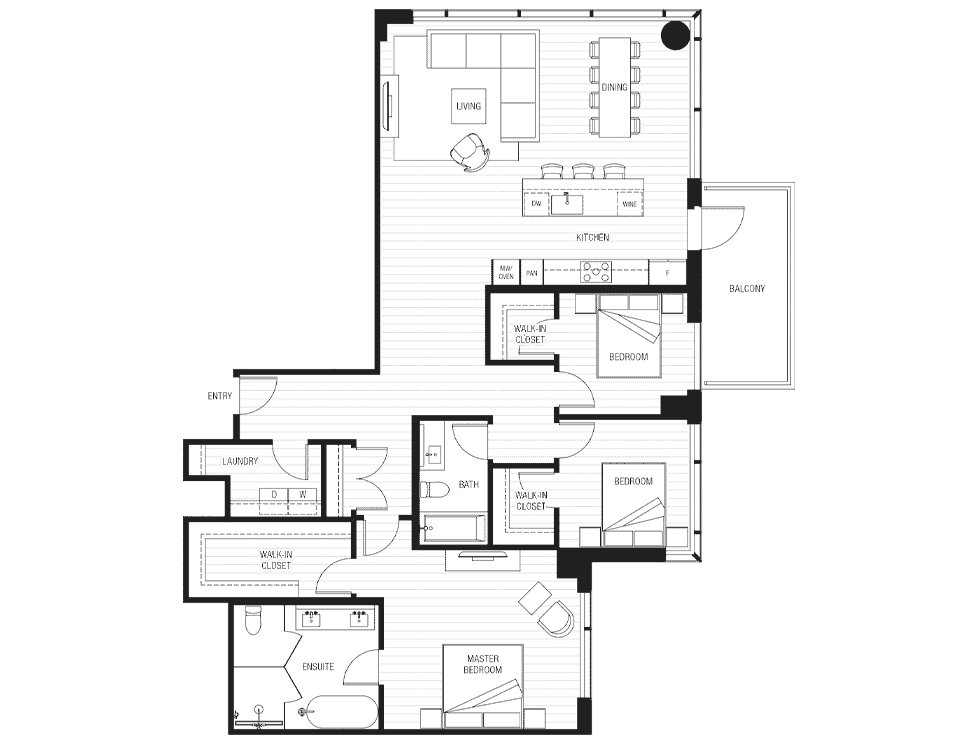 DINING
LIVING
DW
WINE
KITCHEN
MW/
OVEN
PAN
F
BALCONY
WALK-IN
CLOSET
BEDROOM
ENTRY
LAUNDRY
D
W
BATH
WALK-IN
CLOSET
BEDROOM
WALK-IN
CLOSET
ENSUITE
MASTER
BEDROOM